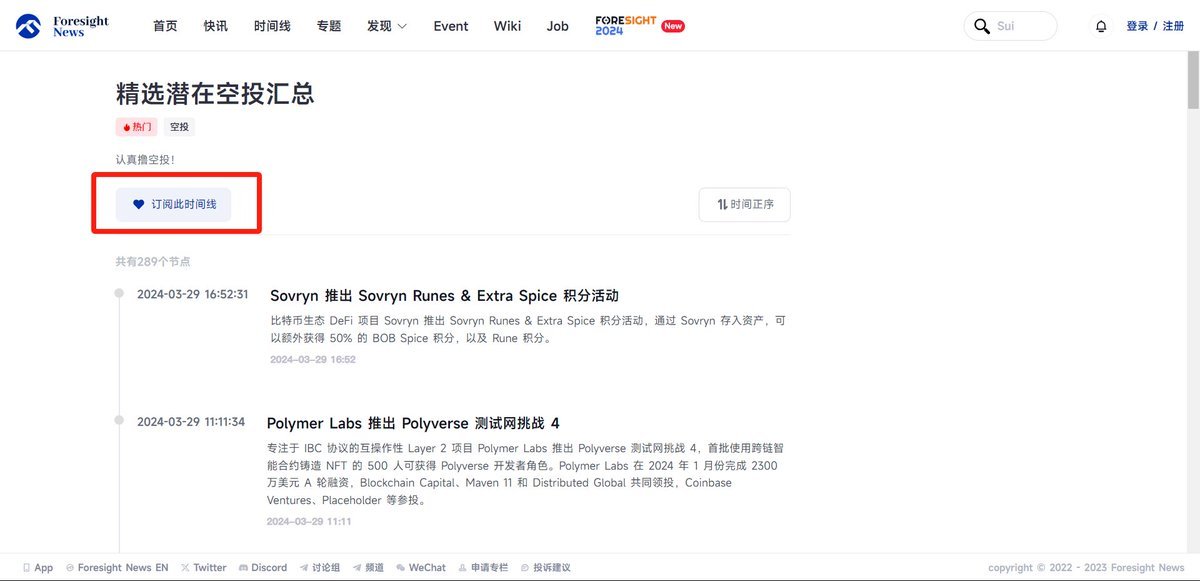 Foresight News 首页 快讯 时间线 专题 发现 Event Wiki Job FORESIGHT 2024 New Sui 登录 / 注册
精选潜在空投汇总
热门 空投
认真撸空投！
订阅此时间线 时间正序
共有289个节点
2024-03-29 16:52:31 Sovryn 推出 Sovryn Runes & Extra Spice 积分活动
比特币生态 DeFi 项目 Sovryn 推出 Sovryn Runes & Extra Spice 积分活动，通过 Sovryn 存入资产，可
以额外获得 50% 的 BOB Spice 积分，以及 Rune 积分。
2024-03-29 16:52
2024-03-29 11:11:34 Polymer Labs 推出 Polyverse 测试网挑战 4
专注于 IBC 协议的互操作性 Layer 2 项目 Polymer Labs 推出 Polyverse 测试网挑战 4，首批使用跨链智
能合约铸造 NFT 的 500 人可获得 Polyverse 开发者角色。Polymer Labs 在 2024 年 1 月份完成 2300
万美元 A 轮融资，Blockchain Capital、Maven 11 和 Distributed Global 共同领投，Coinbase
Ventures、Placeholder 等参投。
2024-03-29 11:11
App Foresight News EN Twitter Discord 讨论组 频道 WeChat 申请专栏 投诉建议 copyright © 2022 - 2023 Foresight News